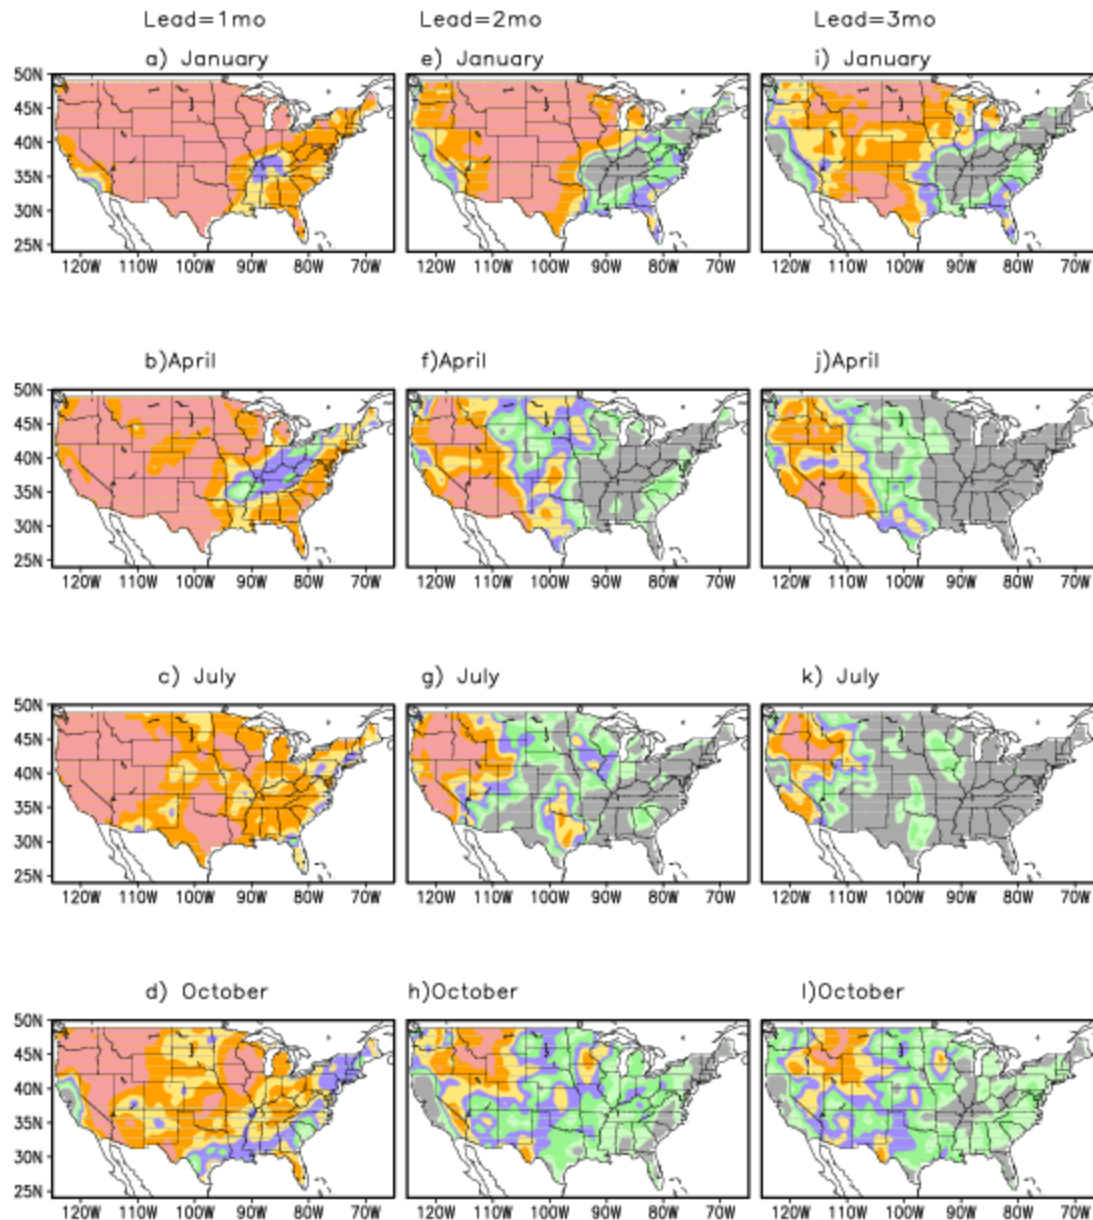 Lead=1mo Lead=2mo Lead=3mo
a) January e) January i) January
50N
45N
40N
35N
30N
25N
120W 110W 100W 90W 80W 70W 120W 110W 100W 90W 80W 70W 120W 110W 100W 90W 80W 70W
b)April f)April j)April
50N
45N
40N
35N
30N
25N
120W 110W 100W 90W 80W 70W 120W 110W 100W 90W 80W 70W 120W 110W 100W 90W 80W 70W
c) July g) July k) July
50N
45N
40N
35N
30N
25N
120W 110W 100W 90W 80W 70W 120W 110W 100W 90W 80W 70W 120W 110W 100W 90W 80W 70W
d) October h)October l)October
50N
45N
40N
35N
30N
25N
120W 110W 100W 90W 80W 70W 120W 110W 100W 90W 80W 70W 120W 110W 100W 90W 80W 70W